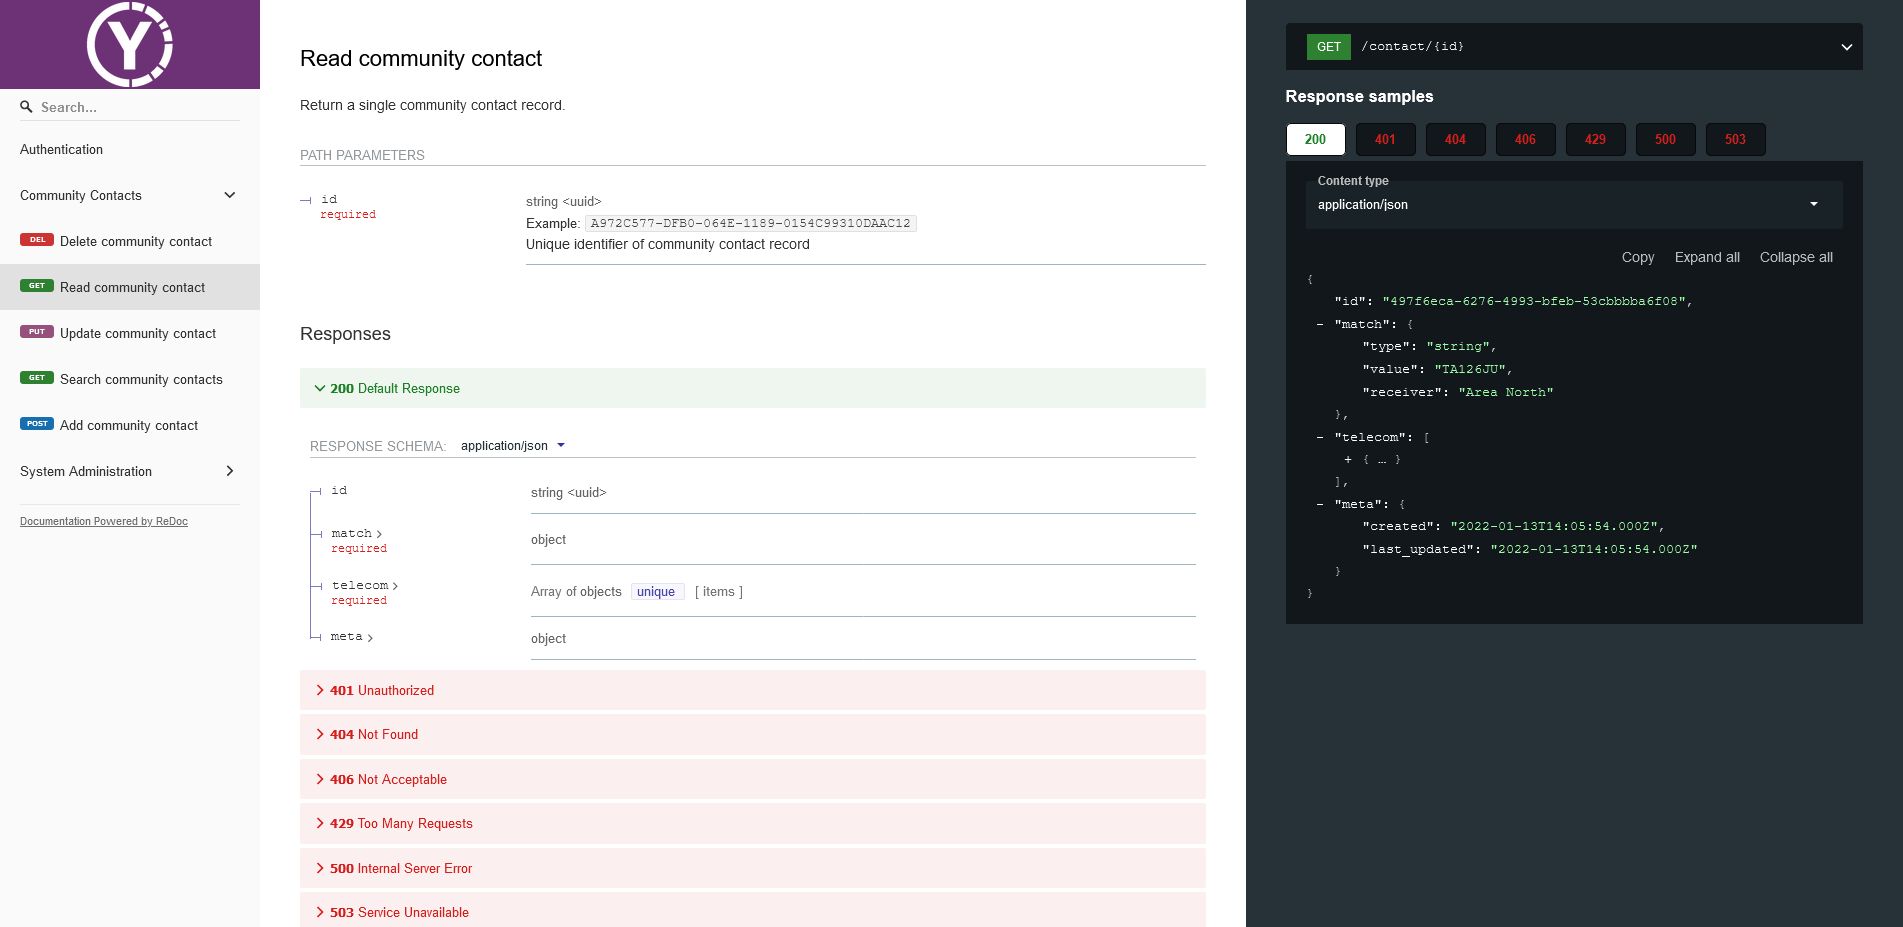 Y
Search...
Authentication
Community Contacts
DEL Delete community contact
GET Read community contact
PUT Update community contact
GET Search community contacts
POST Add community contact
System Administration
Documentation Powered by ReDoc
Read community contact
Return a single community contact record.
PATH PARAMETERS
id
required
string <uuid>
Example: A972C577-DFB0-064E-1189-0154C99310DAAC12
Unique identifier of community contact record
Responses
200 Default Response
RESPONSE SCHEMA: application/json
id
string <uuid>
match
required
object
telecom
required
Array of objects unique [ items ]
meta
object
401 Unauthorized
404 Not Found
406 Not Acceptable
429 Too Many Requests
500 Internal Server Error
503 Service Unavailable
GET /contact/{id}
Response samples
200 401 404 406 429 500 503
Content type
application/json
Copy Expand all Collapse all
{
"id": "497f6eca-6276-4993-bfeb-53cbbbba6f08",
- "match": {
"type": "string",
"value": "TA126JU",
"receiver": "Area North"
},
- "telecom": [
+ { … }
],
- "meta": {
"created": "2022-01-13T14:05:54.000Z",
"last_updated": "2022-01-13T14:05:54.000Z"
}
}